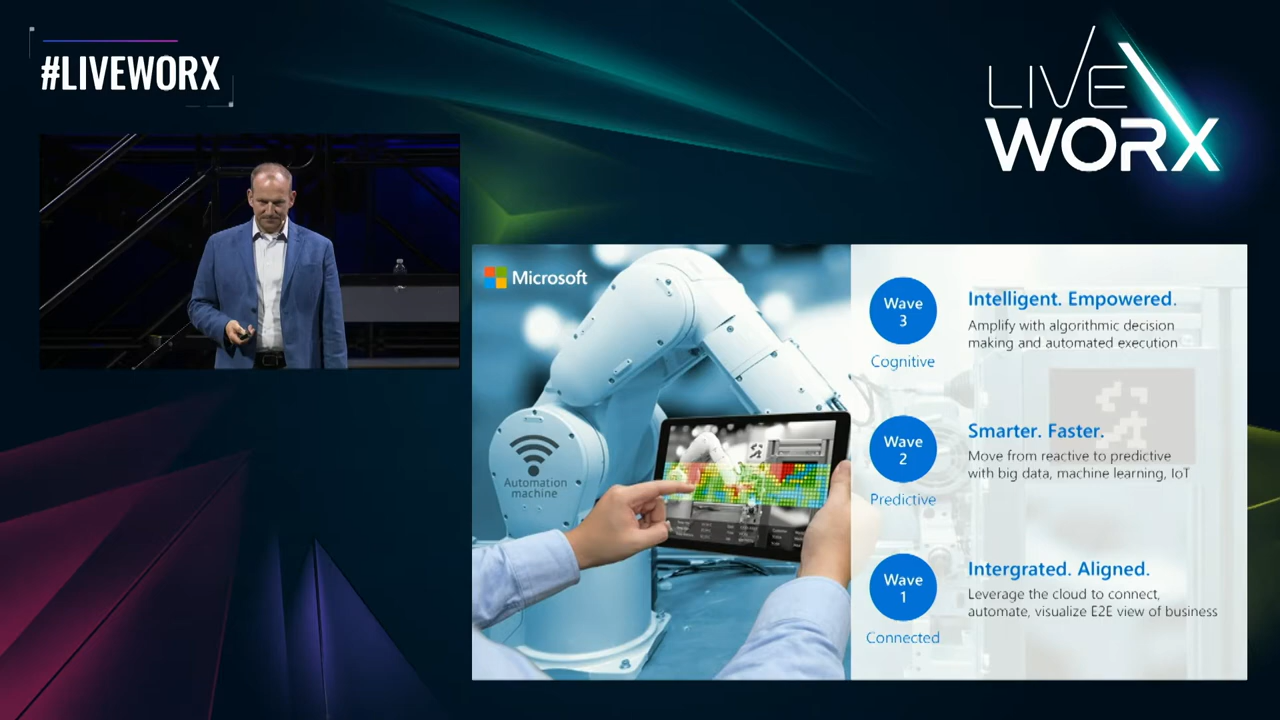 #LIVEWORX
LIVE
WORX
Microsoft
Automation
machine
Wave
3
Cognitive
Intelligent. Empowered.
Amplify with algorithmic decision
making and automated execution
Wave
2
Predictive
Smarter. Faster.
Move from reactive to predictive
with big data, machine learning, IoT
Wave
1
Connected
Intergrated. Aligned.
Leverage the cloud to connect,
automate, visualize E2E view of business